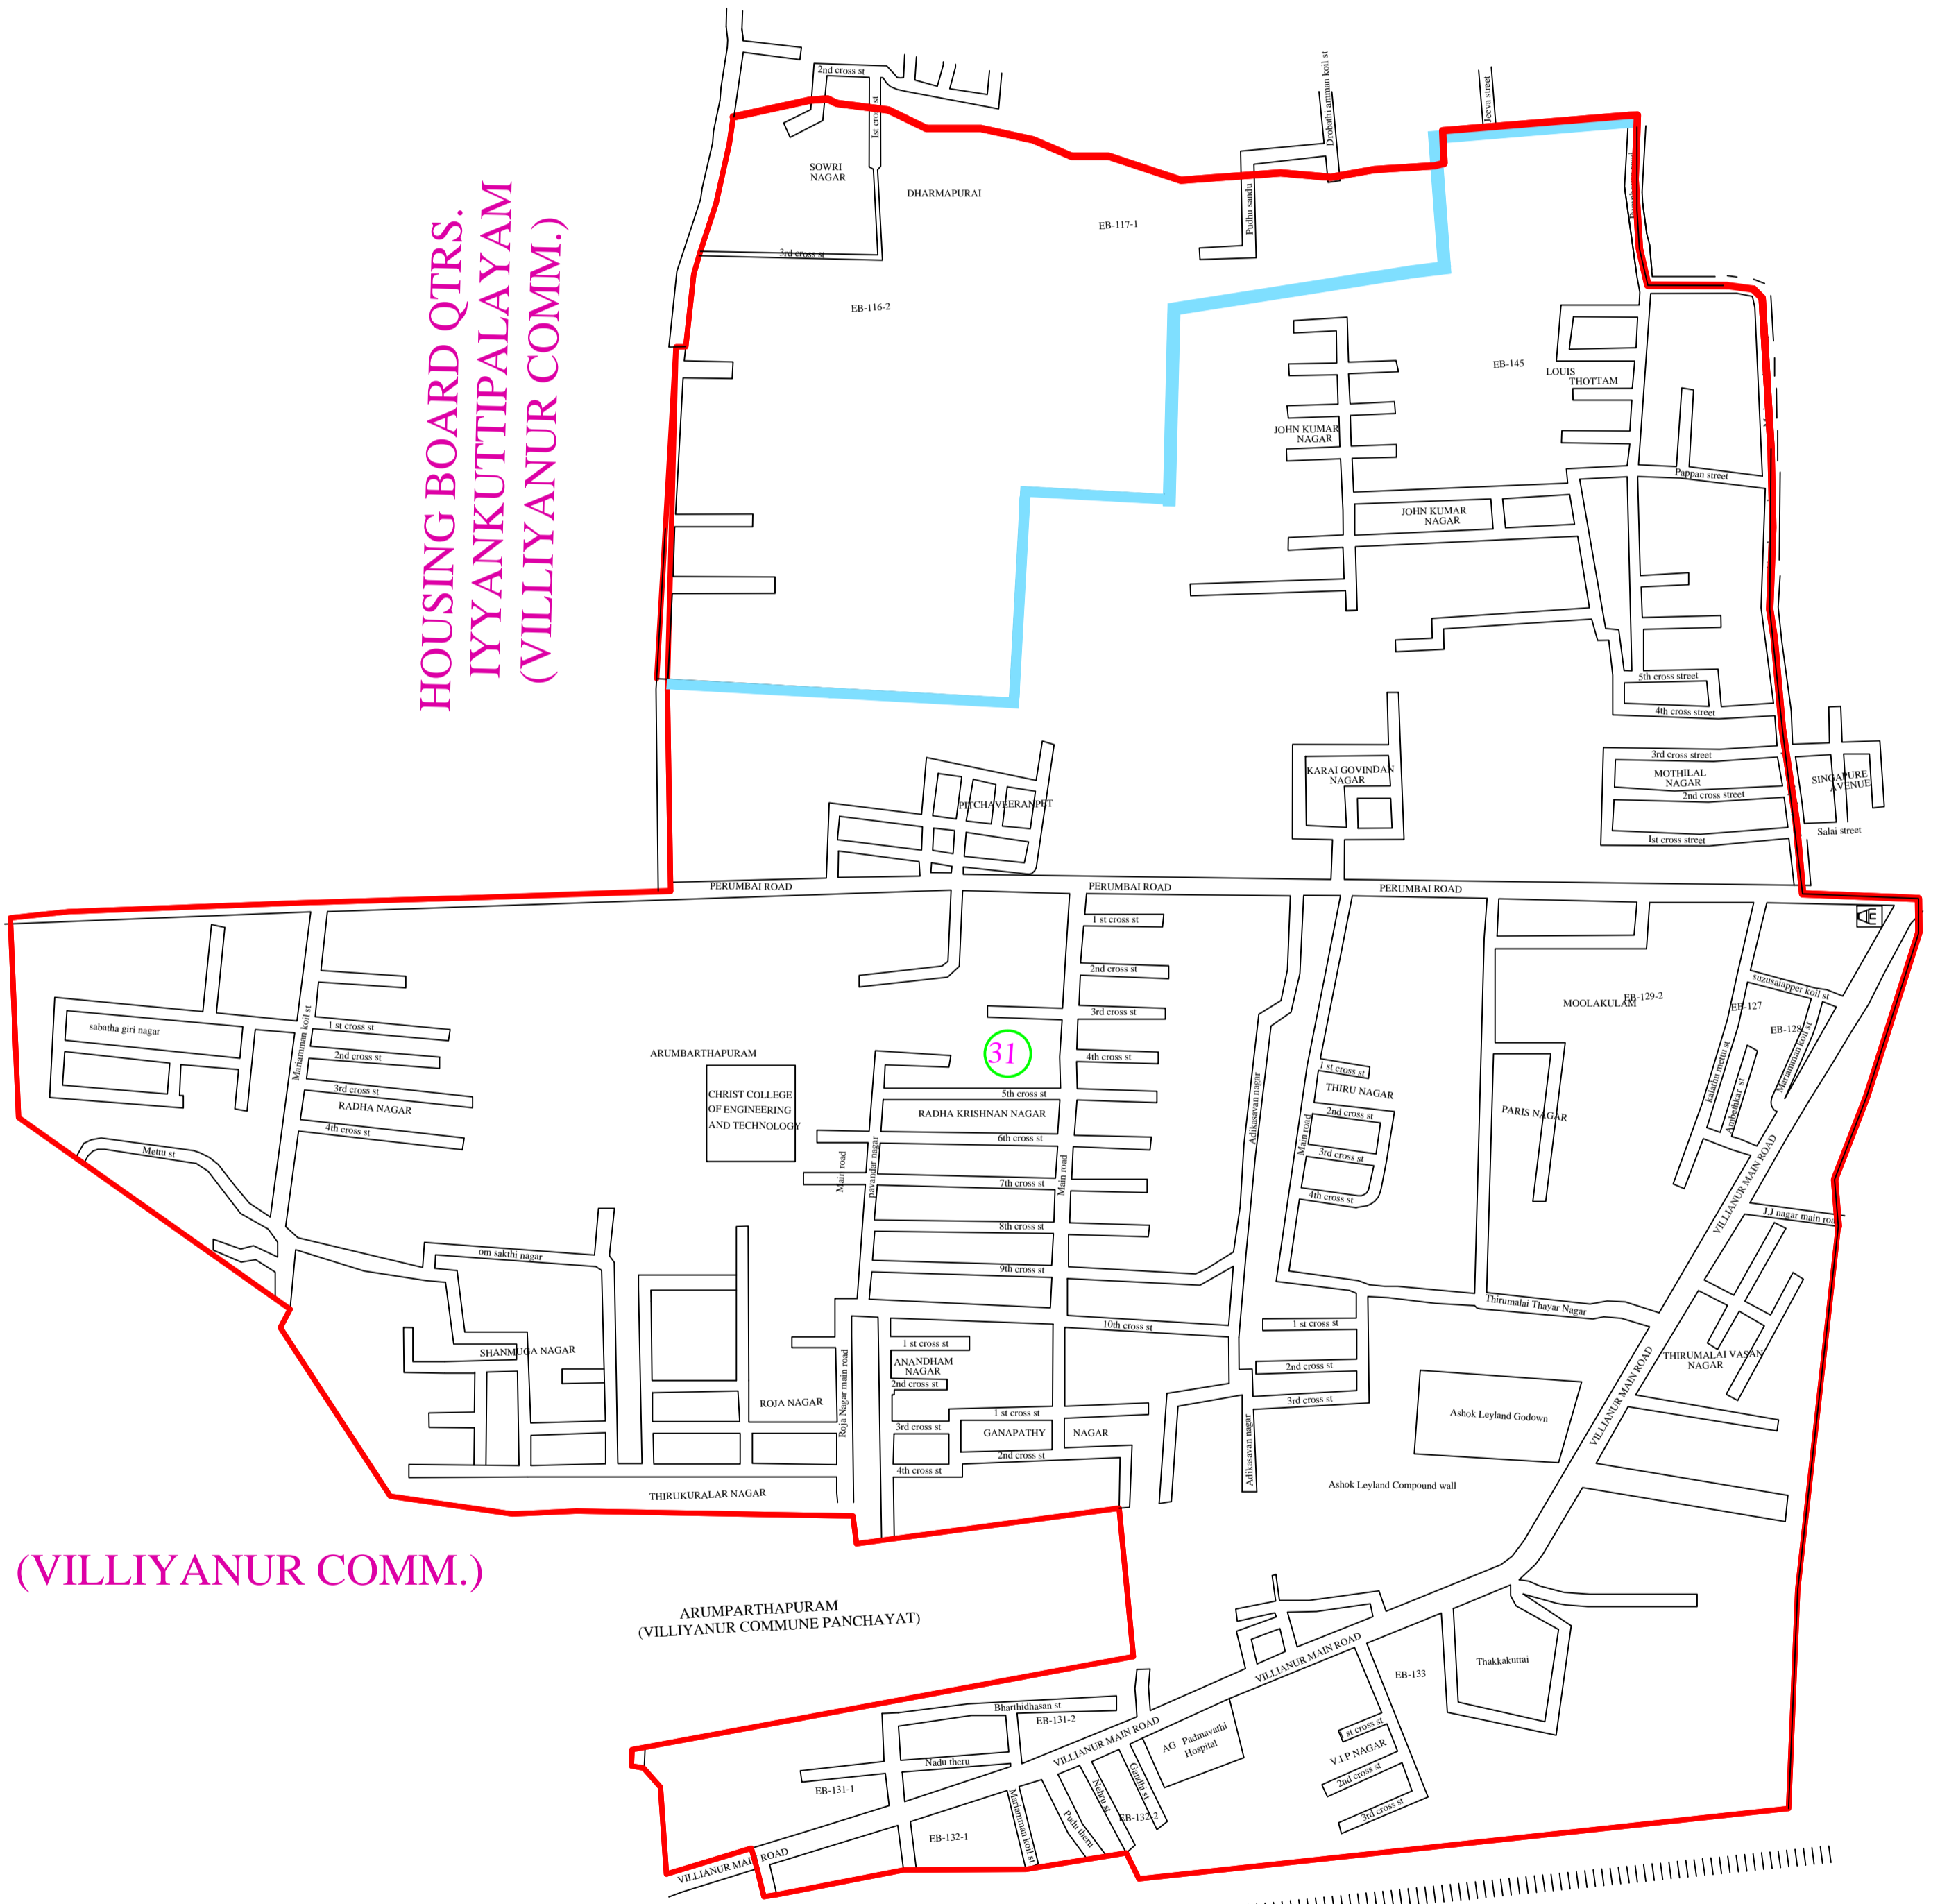 HOUSING BOARD QTRS.
IYYANKUTTIPALAYAM
(VILLIYANUR COMM.)
2nd cross st
Ist cross st
SOWRI
NAGAR
DHARMAPURAI
3rd cross st
EB-116-2
EB-117-1
Pudhu sandu
Drobathi amman koil st
Jeeva street
EB-145
LOUIS
THOTTAM
JOHN KUMAR
NAGAR
JOHN KUMAR
NAGAR
Pappan street
5th cross street
4th cross street
3rd cross street
MOTHILAL
NAGAR
2nd cross street
Ist cross street
SINGAPURE
AVENUE
Salai street
KARAI GOVINDAN
NAGAR
PITCHAVEERANPET
PERUMBAI ROAD
PERUMBAI ROAD
PERUMBAI ROAD
sabatha giri nagar
Mariamman koil st
1 st cross st
2nd cross st
3rd cross st
RADHA NAGAR
4th cross st
Mettu st
ARUMBARTHAPURAM
CHRIST COLLEGE
OF ENGINEERING
AND TECHNOLOGY
31
1 st cross st
2nd cross st
3rd cross st
4th cross st
5th cross st
RADHA KRISHNAN NAGAR
6th cross st
7th cross st
8th cross st
9th cross st
10th cross st
Main road
pavandar nagar
Main road
Adikasavan nagar
Main road
1 st cross st
THIRU NAGAR
2nd cross st
3rd cross st
4th cross st
PARIS NAGAR
MOOLAKULAM
EB-129-2
EB-127
EB-128
suzusaiapper koil st
kalathu mettu st
Ambethkar st
Mariamman koil st
VILLIANUR MAIN ROAD
J.J nagar main road
Thirumalai Thayar Nagar
THIRUMALAI VASAN
NAGAR
VILLIANUR MAIN ROAD
om sakthi nagar
SHANMUGA NAGAR
ROJA NAGAR
Roja Nagar main road
1 st cross st
ANANDHAM
NAGAR
2nd cross st
3rd cross st
4th cross st
1 st cross st
GANAPATHY NAGAR
2nd cross st
1 st cross st
2nd cross st
3rd cross st
Adikasavan nagar
Ashok Leyland Godown
Ashok Leyland Compound wall
THIRUKURALAR NAGAR
(VILLIYANUR COMM.)
ARUMPARTHAPURAM
(VILLIYANUR COMMUNE PANCHAYAT)
VILLIANUR MAIN ROAD
EB-133
Thakkakuttai
Bharthidhasan st
EB-131-2
VILLIANUR MAIN ROAD
AG Padmavathi
Hospital
1 st cross st
V.I.P NAGAR
2nd cross st
3rd cross st
Nadu theru
EB-131-1
Gandhi st
Nehru st
EB-132-2
Pudu theru
Mariamman koil st
EB-132-1
VILLIANUR MAIN ROAD